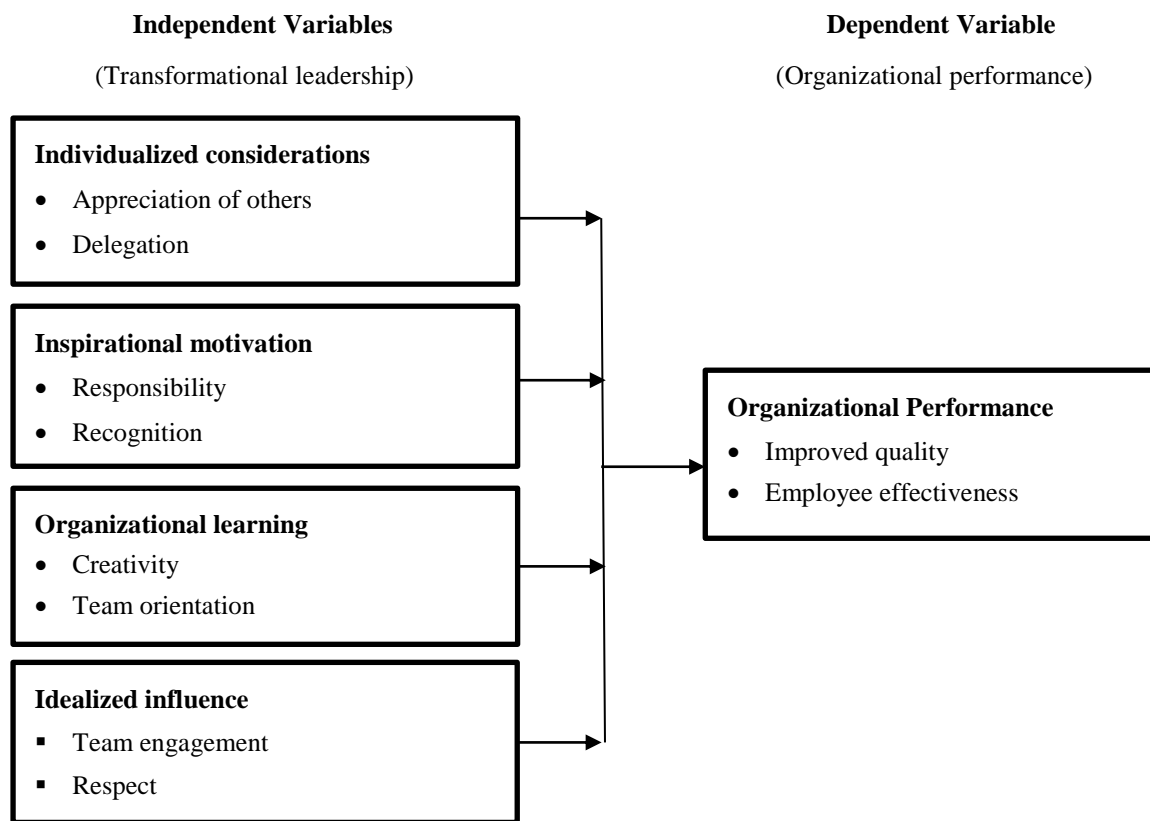 Independent Variables
(Transformational leadership)
Dependent Variable
(Organizational performance)
Individualized considerations
• Appreciation of others
• Delegation
Inspirational motivation
• Responsibility
• Recognition
Organizational learning
• Creativity
• Team orientation
Idealized influence
▪ Team engagement
▪ Respect
Organizational Performance
• Improved quality
• Employee effectiveness